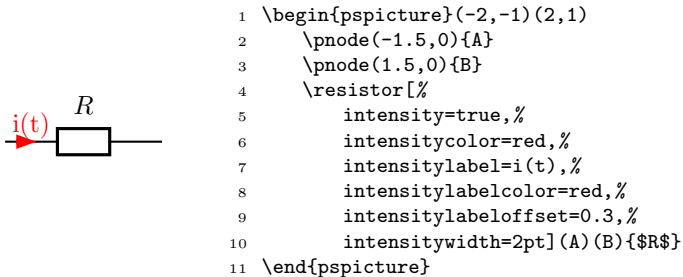 R
i(t)
1 \begin{pspicture}(-2,-1)(2,1)
2 \pnode(-1.5,0){A}
3 \pnode(1.5,0){B}
4 \resistor[%
5 intensity=true,%
6 intensitycolor=red,%
7 intensitylabel=i(t),%
8 intensitylabelcolor=red,%
9 intensitylabeloffset=0.3,%
10 intensitywidth=2pt](A)(B){$R$}
11 \end{pspicture}